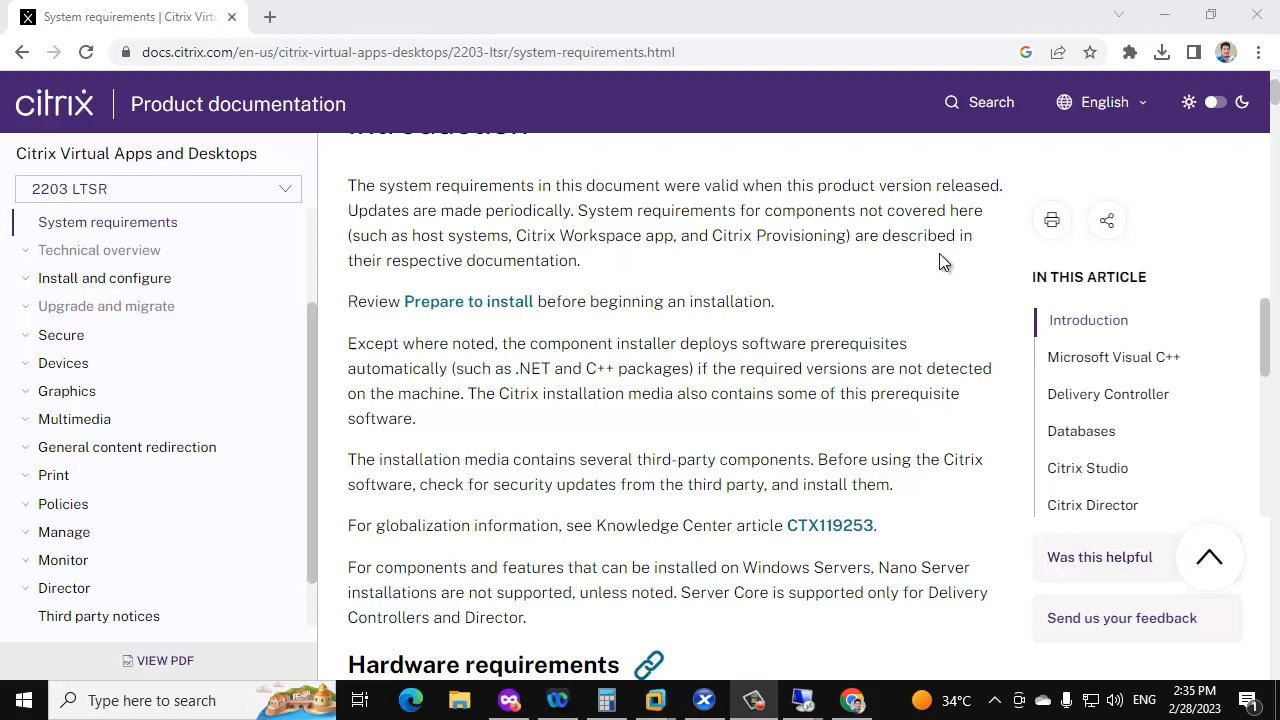 System requirements | Citrix Virtu
docs.citrix.com/en-us/citrix-virtual-apps-desktops/2203-ltsr/system-requirements.html
citrix
Product documentation
Search
English
Citrix Virtual Apps and Desktops
2203 LTSR
System requirements
Technical overview
Install and configure
Upgrade and migrate
Secure
Devices
Graphics
Multimedia
General content redirection
Print
Policies
Manage
Monitor
Director
Third party notices
VIEW PDF
The system requirements in this document were valid when this product version released.
Updates are made periodically. System requirements for components not covered here
(such as host systems, Citrix Workspace app, and Citrix Provisioning) are described in
their respective documentation.
Review Prepare to install before beginning an installation.
Except where noted, the component installer deploys software prerequisites
automatically (such as .NET and C++ packages) if the required versions are not detected
on the machine. The Citrix installation media also contains some of this prerequisite
software.
The installation media contains several third-party components. Before using the Citrix
software, check for security updates from the third party, and install them.
For globalization information, see Knowledge Center article CTX119253.
For components and features that can be installed on Windows Servers, Nano Server
installations are not supported, unless noted. Server Core is supported only for Delivery
Controllers and Director.
Hardware requirements
IN THIS ARTICLE
Introduction
Microsoft Visual C++
Delivery Controller
Databases
Citrix Studio
Citrix Director
Was this helpful
Send us your feedback
Type here to search
34°C
ENG
2:35 PM
2/28/2023
1